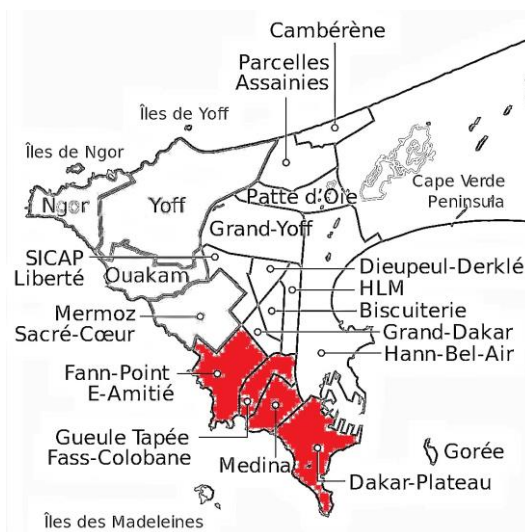 Cambérène
Parcelles
Assainies
Îles de Yoff
Îles de Ngor
Patte d'Oie
Cape Verde
Peninsula
Ngor
Yoff
Grand-Yoff
SICAP
Liberté
Ouakam
Dieupeul-Derklé
HLM
Mermoz
Sacré-Cœur
Biscuiterie
Grand-Dakar
Hann-Bel-Air
Fann-Point
E-Amitié
Gueule Tapée
Fass-Colobane
Medina
Gorée
Dakar-Plateau
Îles des Madeleines